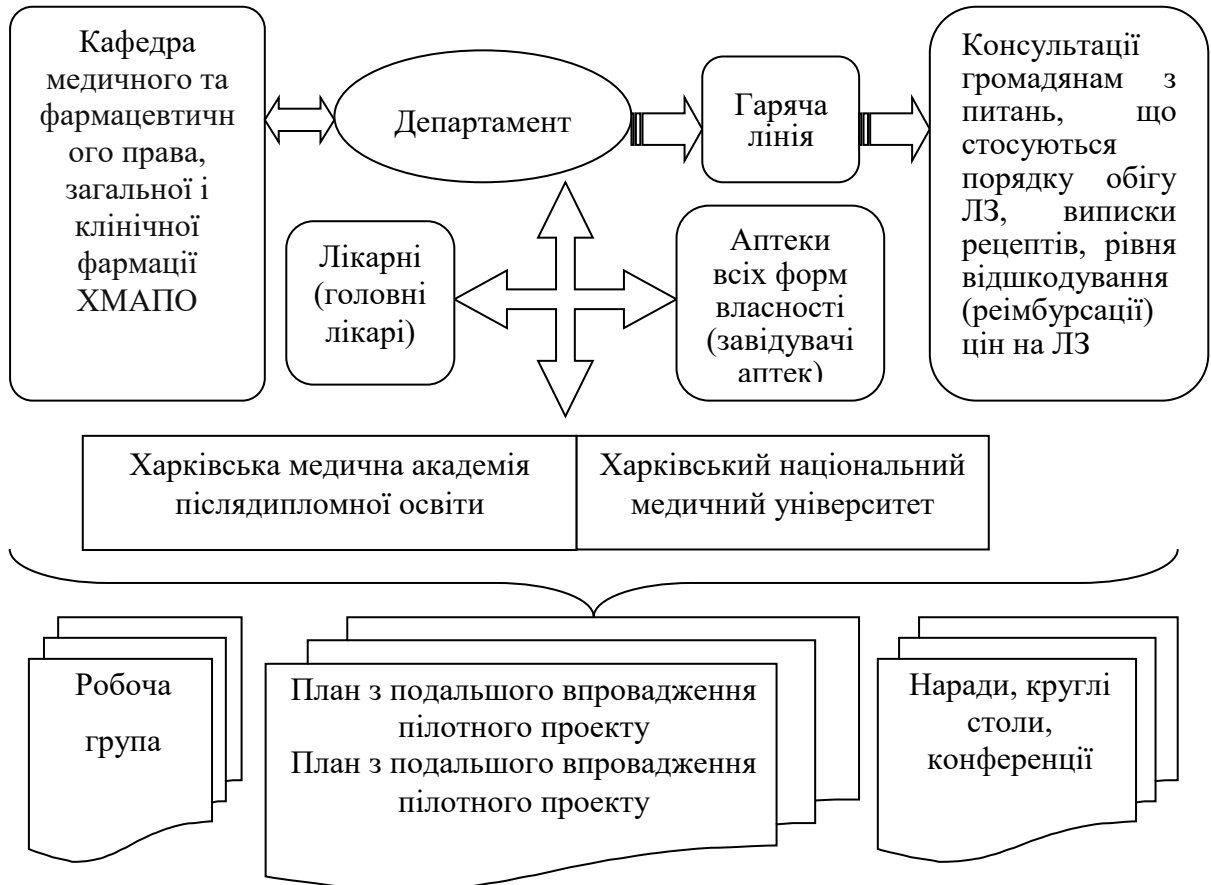 Кафедра
медичного та
фармацевтичн
ого права,
загальної і
клінічної
фармації
ХМАПО
Департамент
Гаряча
лінія
Консультації
громадянам з
питань, що
стосуються
порядку обігу
ЛЗ, виписки
рецептів, рівня
відшкодування
(реімбурсації)
цін на ЛЗ
Лікарні
(головні
лікарі)
Аптеки
всіх форм
власності
(завідувачі
аптек)
Харківська медична академія
післядипломної освіти
Харківський національний
медичний університет
Робоча
група
План з подальшого впровадження
пілотного проекту
План з подальшого впровадження
пілотного проекту
Наради, круглі
столи,
конференції